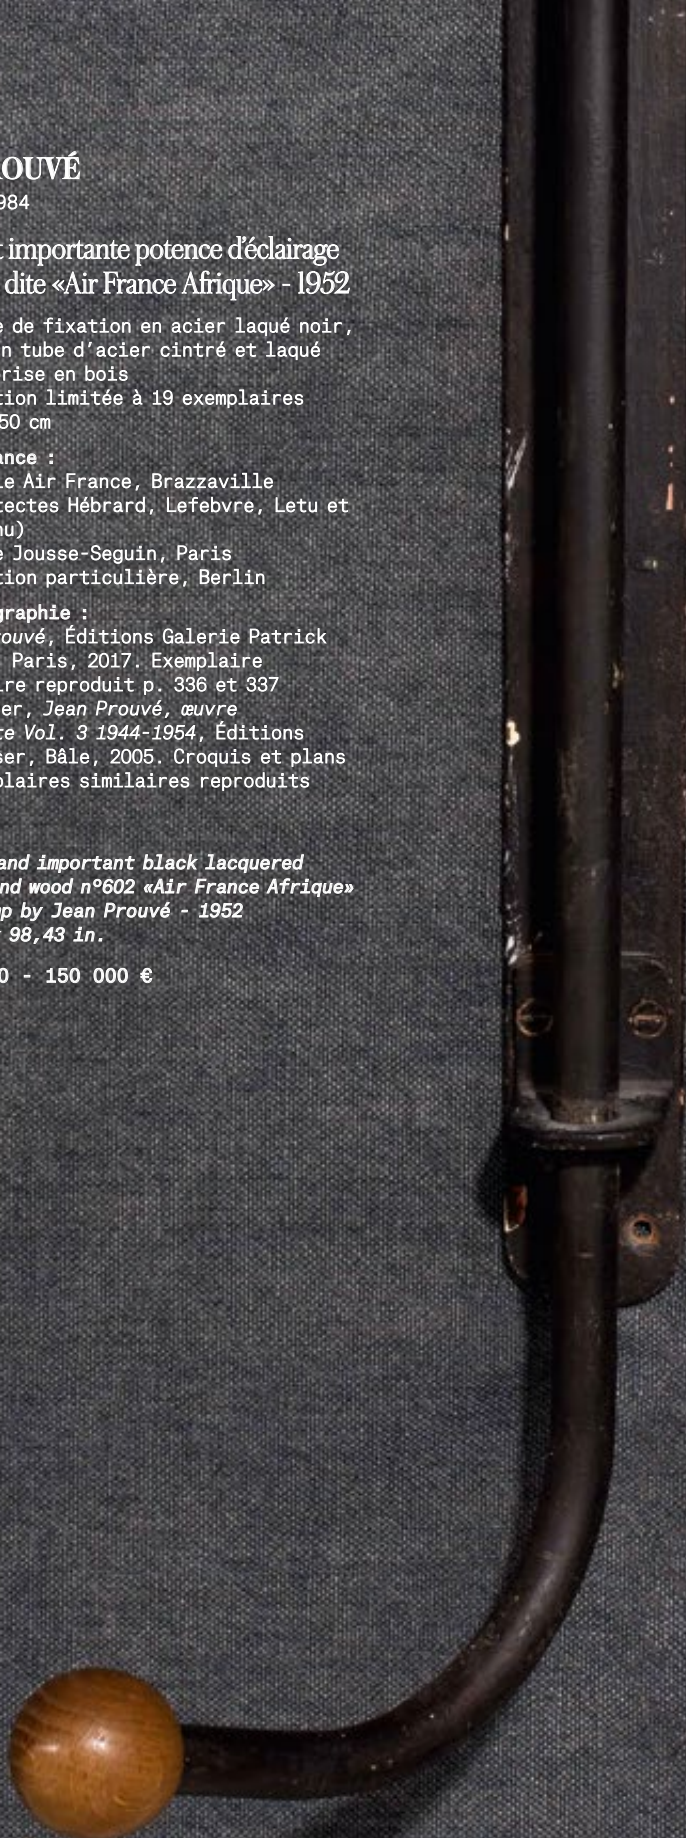 ROUVÉ
984
t importante potence d’éclairage
dite «Air France Afrique» - 1952
e de fixation en acier laqué noir,
n tube d’acier cintré et laqué
rise en bois
tion limitée à 19 exemplaires
50 cm
ance :
le Air France, Brazzaville
tectes Hébrard, Lefebvre, Letu et
nu)
e Jousse-Seguin, Paris
tion particulière, Berlin
graphie :
rouvé, Éditions Galerie Patrick
Paris, 2017. Exemplaire
ire reproduit p. 336 et 337
er, Jean Prouvé, œuvre
te Vol. 3 1944-1954, Éditions
ser, Bâle, 2005. Croquis et plans
plaires similaires reproduits
and important black lacquered
nd wood nº602 «Air France Afrique»
mp by Jean Prouvé - 1952
98,43 in.
0 - 150 000 €